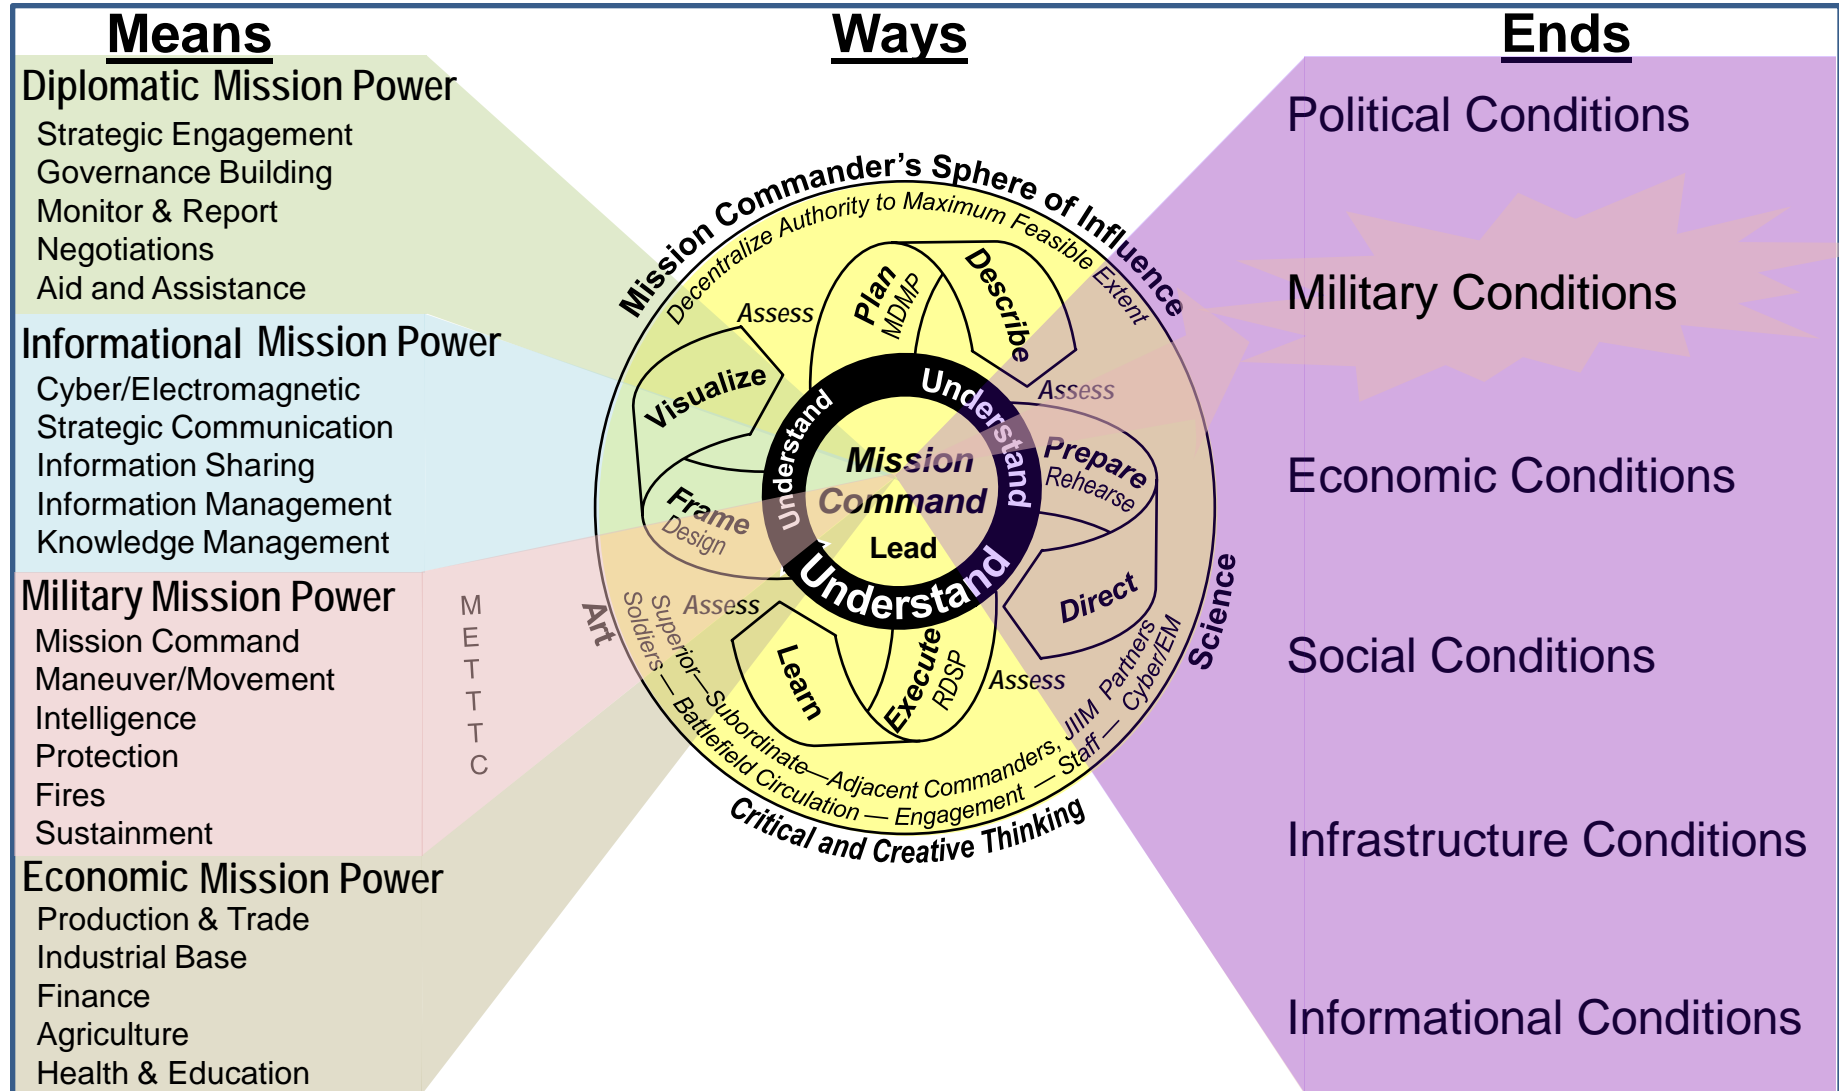 Means
Ways
Ends
Diplomatic Mission Power
Strategic Engagement
Governance Building
Monitor & Report
Negotiations
Aid and Assistance
Informational Mission Power
Cyber/Electromagnetic
Strategic Communication
Information Sharing
Information Management
Knowledge Management
Military Mission Power
Mission Command
Maneuver/Movement
Intelligence
Protection
Fires
Sustainment
M
E
T
T
T
C
Economic Mission Power
Production & Trade
Industrial Base
Finance
Agriculture
Health & Education
Mission Commander's Sphere of Influence
Decentralize Authority to Maximum Feasible Extent
Assess
Plan
MDMP
Describe
Assess
Visualize
Understand
Understand
Mission
Command
Lead
Prepare
Rehearse
Frame
Design
Understand
Direct
Assess
Learn
Execute
RDSP
Assess
Art
Science
Superior—Subordinate—Adjacent Commanders, JIIM Partners
Soldiers — Battlefield Circulation — Engagement — Staff — Cyber/EM
Critical and Creative Thinking
Political Conditions
Military Conditions
Economic Conditions
Social Conditions
Infrastructure Conditions
Informational Conditions